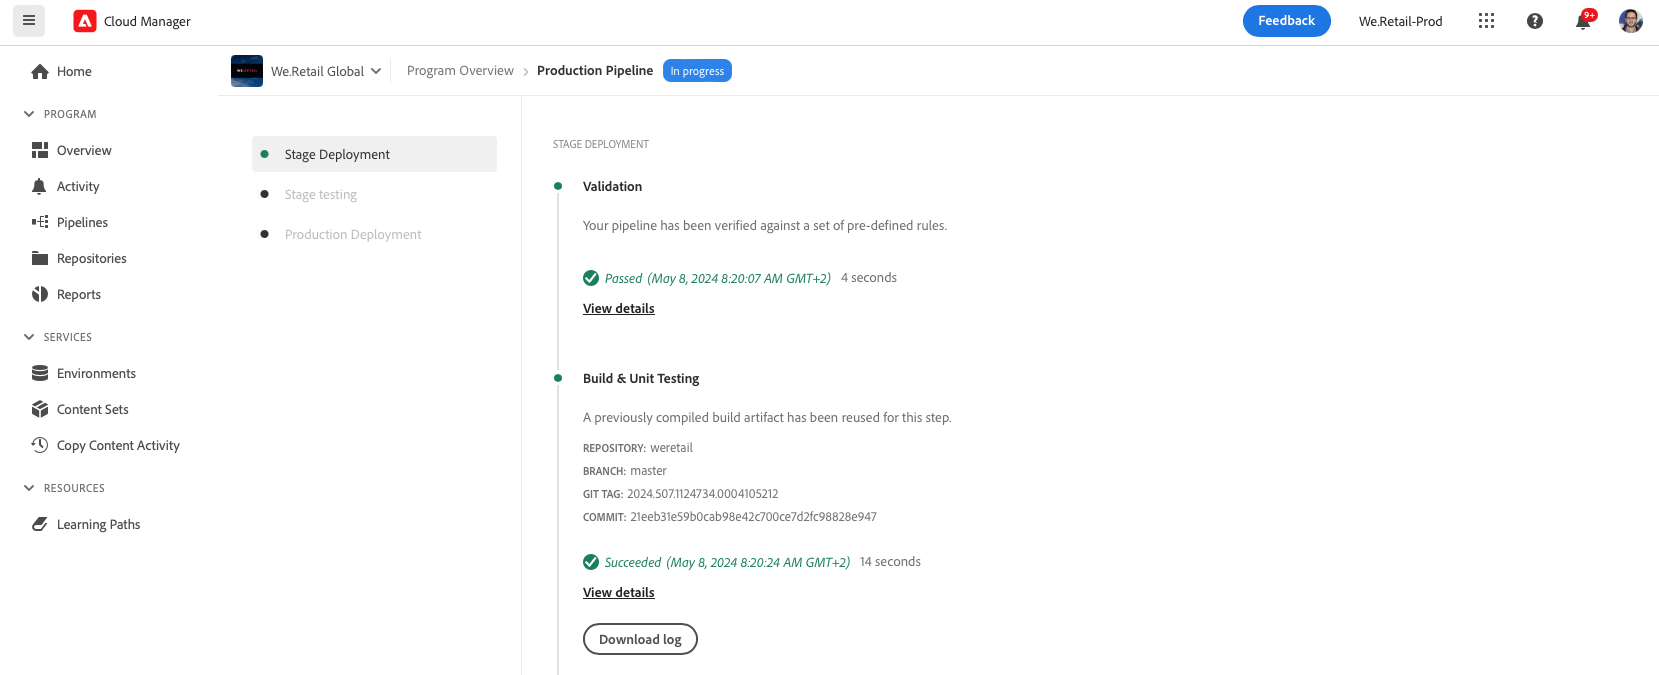 Cloud Manager
Feedback
We.Retail-Prod
9+
Home
PROGRAM
Overview
Activity
Pipelines
Repositories
Reports
SERVICES
Environments
Content Sets
Copy Content Activity
RESOURCES
Learning Paths
We.Retail Global
Program Overview
Production Pipeline
In progress
Stage Deployment
Stage testing
Production Deployment
STAGE DEPLOYMENT
Validation
Your pipeline has been verified against a set of pre-defined rules.
Passed (May 8, 2024 8:20:07 AM GMT+2) 4 seconds
View details
Build & Unit Testing
A previously compiled build artifact has been reused for this step.
REPOSITORY: weretail
BRANCH: master
GIT TAG: 2024.507.1124734.0004105212
COMMIT: 21eeb31e59b0cab98e42c700ce7d2fc98828e947
Succeeded (May 8, 2024 8:20:24 AM GMT+2) 14 seconds
View details
Download log